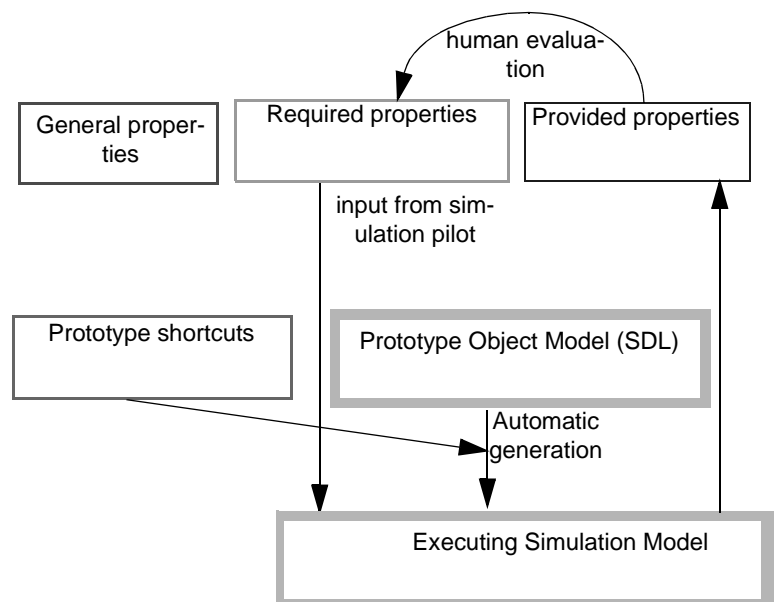 human evalua-
tion
General proper-
ties
Required properties
Provided properties
input from sim-
ulation pilot
Prototype shortcuts
Prototype Object Model (SDL)
Automatic
generation
Executing Simulation Model